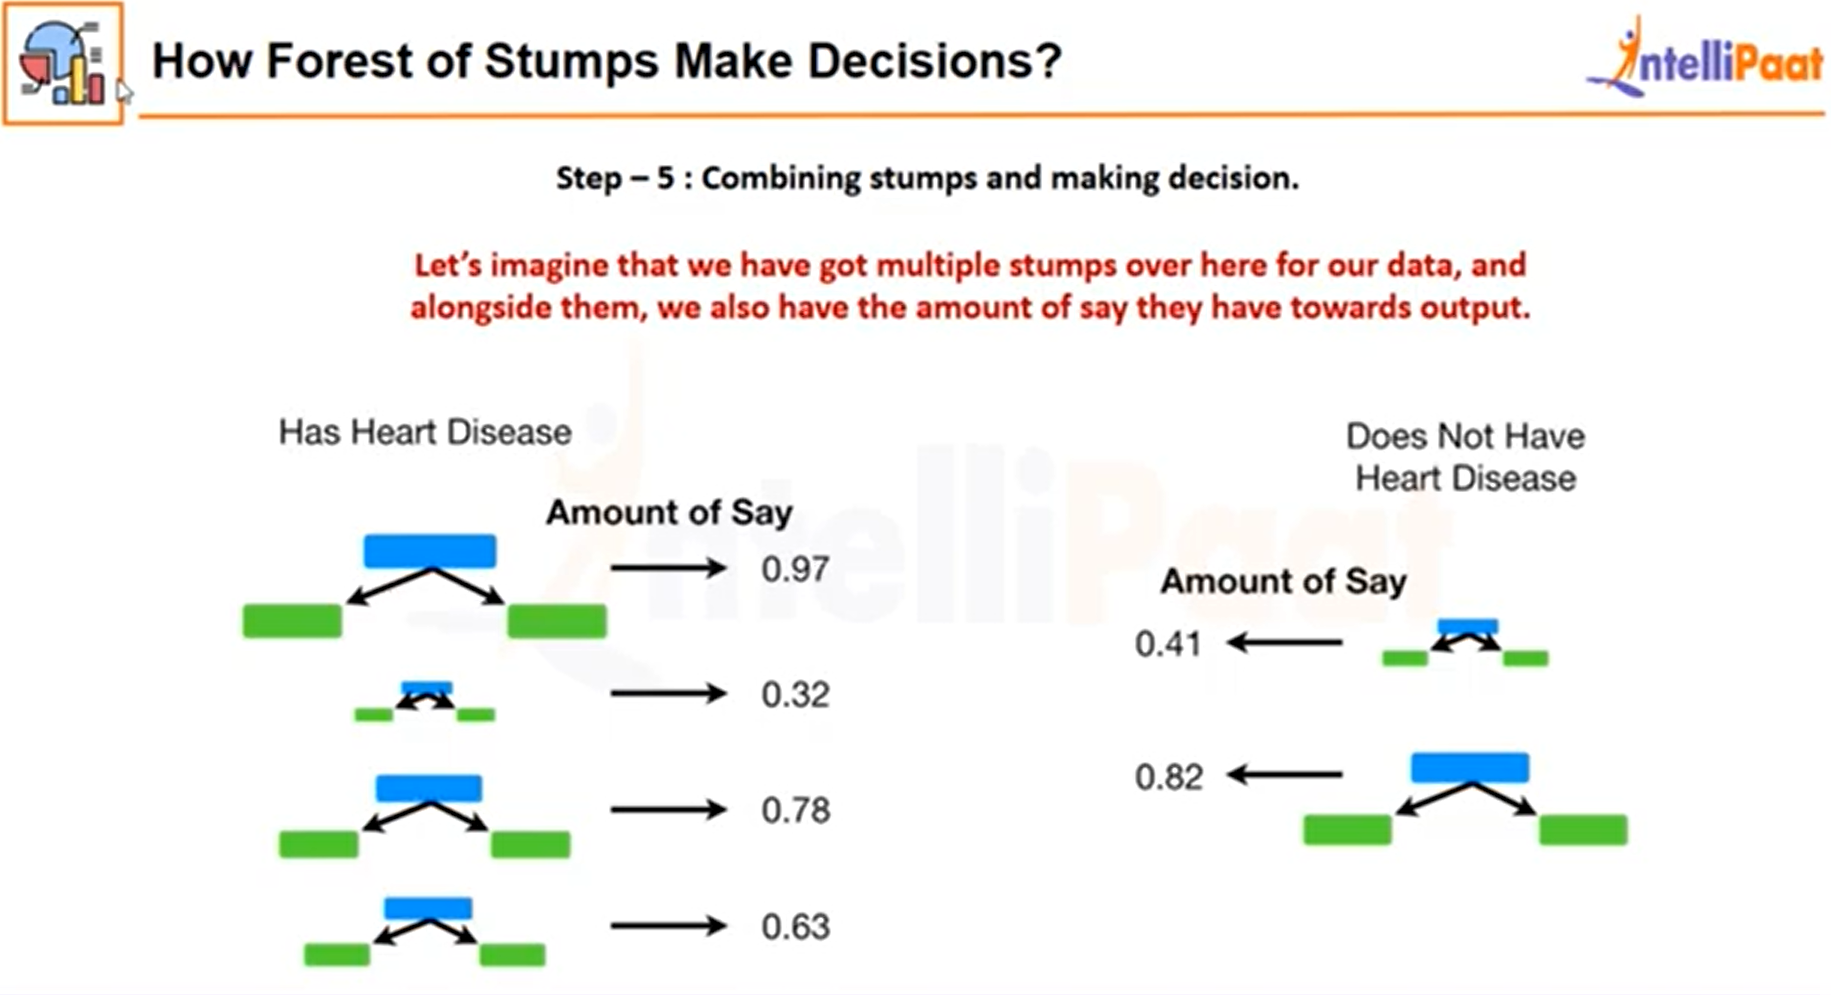 How Forest of Stumps Make Decisions?
IntelliPaat
Step – 5 : Combining stumps and making decision.
Let's imagine that we have got multiple stumps over here for our data, and
alongside them, we also have the amount of say they have towards output.
Has Heart Disease
Amount of Say
0.97
0.32
0.78
0.63
Does Not Have
Heart Disease
Amount of Say
0.41
0.82
IntelliPaat